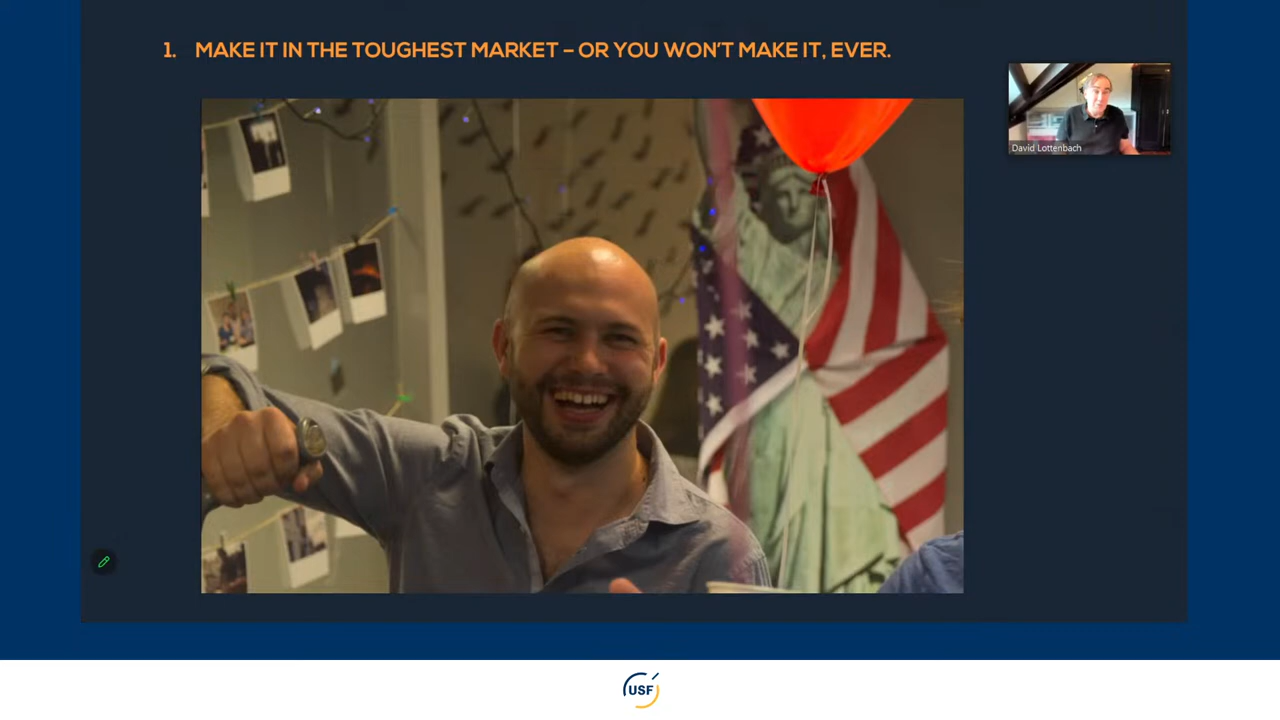 1. MAKE IT IN THE TOUGHEST MARKET – OR YOU WON'T MAKE IT, EVER.
David Lottenbach
USF